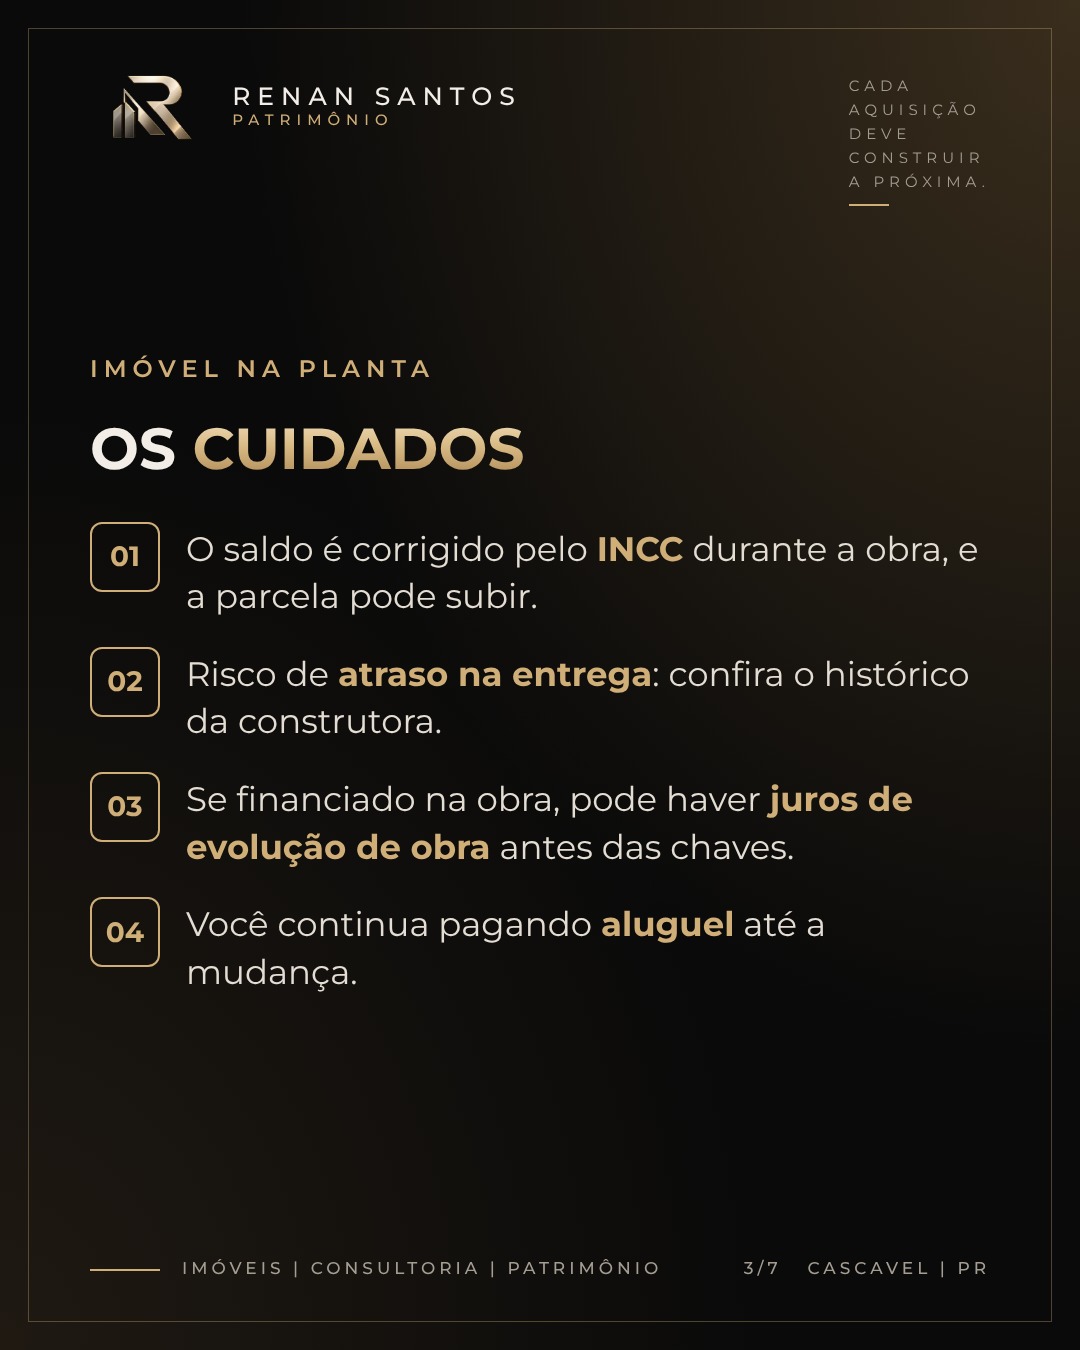 RENAN SANTOS
PATRIMÔNIO
CADA
AQUISIÇÃO
DEVE
CONSTRUIR
A PRÓXIMA.
IMÓVEL NA PLANTA
OS CUIDADOS
01
O saldo é corrigido pelo INCC durante a obra, e
a parcela pode subir.
02
Risco de atraso na entrega: confira o histórico
da construtora.
03
Se financiado na obra, pode haver juros de
evolução de obra antes das chaves.
04
Você continua pagando aluguel até a
mudança.
IMÓVEIS | CONSULTORIA | PATRIMÔNIO
3/7 CASCAVEL | PR